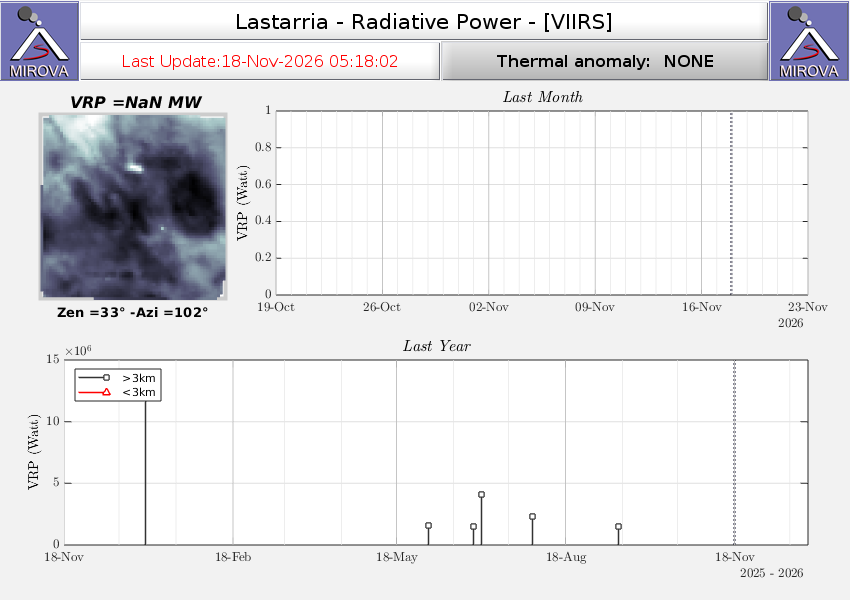 Lastarria - Radiative Power - [VIIRS]
MIROVA
Last Update:18-Nov-2026 05:18:02
Thermal anomaly: NONE
MIROVA
VRP =NaN MW
Zen =33° -Azi =102°
Last Month
VRP (Watt)
1
0.8
0.6
0.4
0.2
0
19-Oct
26-Oct
02-Nov
09-Nov
16-Nov
23-Nov
2026
Last Year
×10⁶
VRP (Watt)
15
10
5
0
>3km
<3km
18-Nov
18-Feb
18-May
18-Aug
18-Nov
2025 - 2026